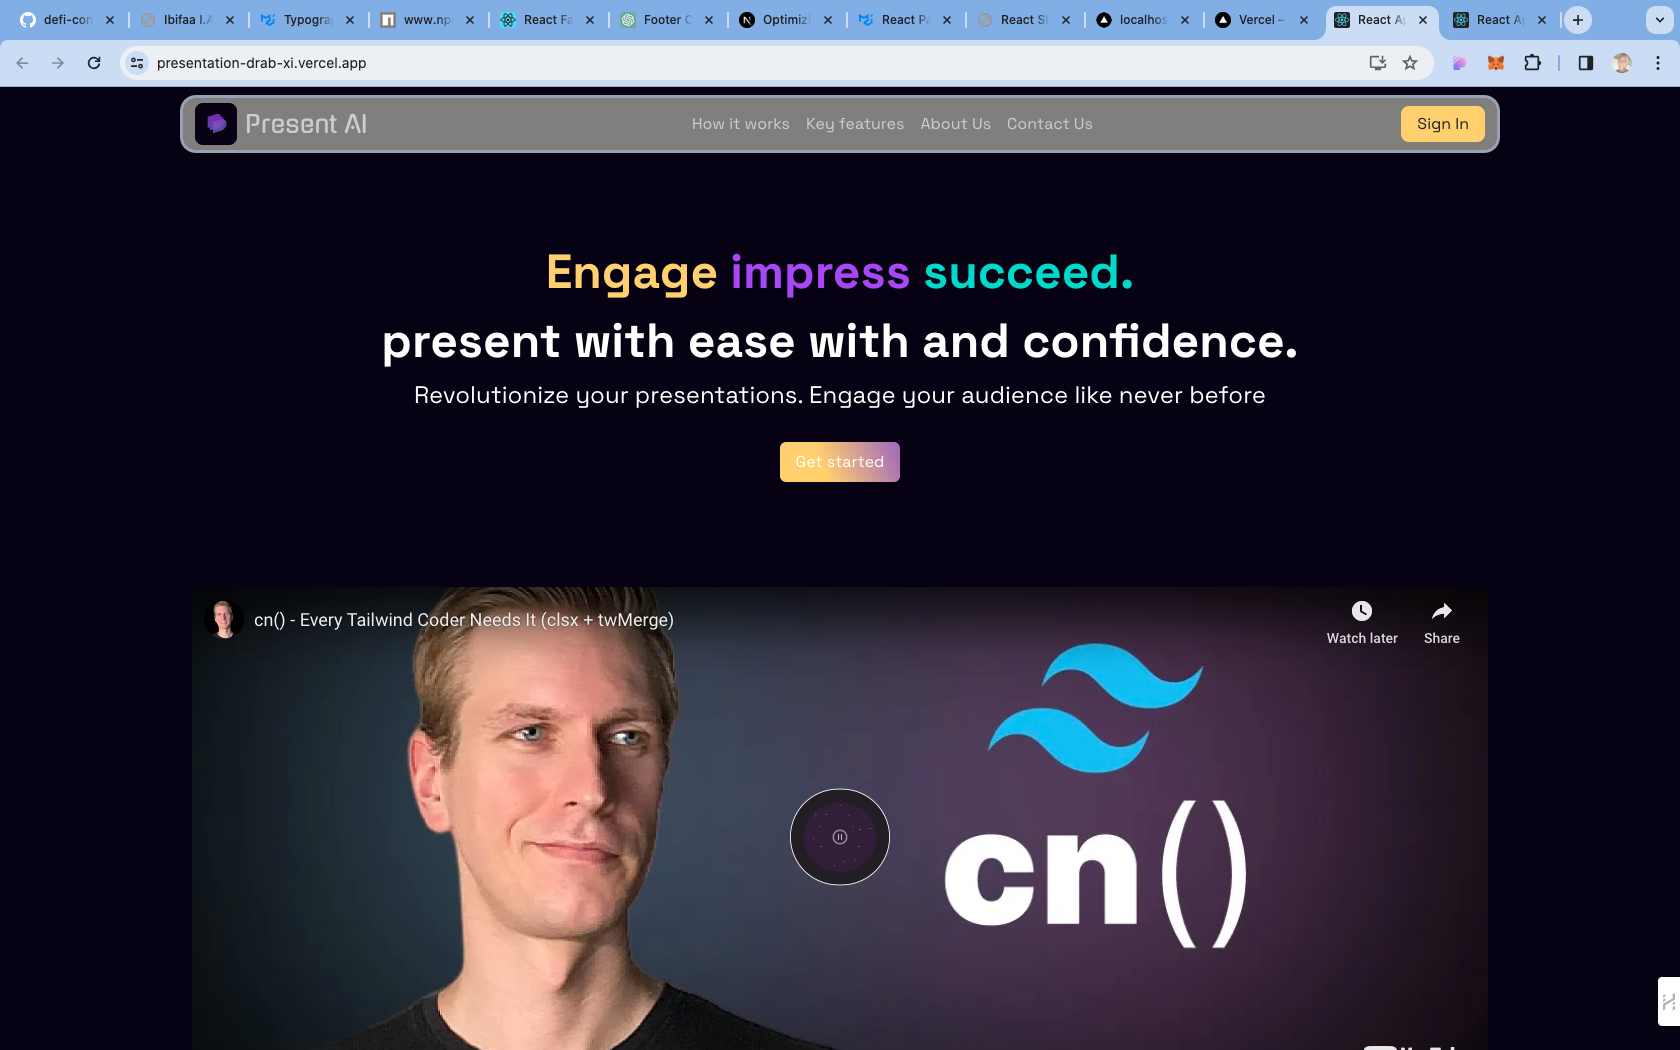 defi-con
Ibifaa I.A
Typogra
www.np
React Fa
Footer C
Optimizi
React Pa
React Sl
localhos
Vercel –
React A
React A
presentation-drab-xi.vercel.app
Present AI
How it works Key features About Us Contact Us
Sign In
Engage impress succeed.
present with ease with and confidence.
Revolutionize your presentations. Engage your audience like never before
Get started
cn() - Every Tailwind Coder Needs It (clsx + twMerge)
Watch later
Share
cn()